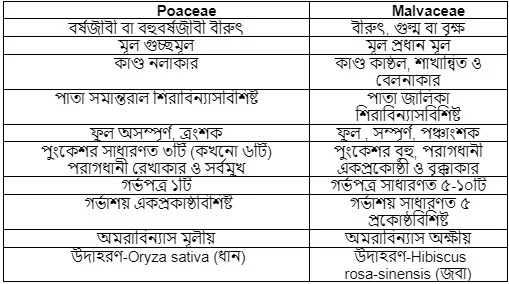 Poaceae Malvaceae
বর্ষজীবী বা বহুবর্ষজীবী বীরুৎ বীরুৎ, গুল্ম বা বৃক্ষ
মূল গুচ্ছমূল মূল প্রধান মূল
কাণ্ড নলাকার কাণ্ড কাষ্ঠল, শাখান্বিত ও
বেলনাকার
পাতা সমান্তরাল শিরাবিন্যাসবিশিষ্ট পাতা জালিকা
শিরাবিন্যাসবিশিষ্ট
ফুল অসম্পূর্ণ, ত্র্যংশক ফুল , সম্পূর্ণ, পঞ্চাংশক
পুংকেশর সাধারণত ৩টি (কখনো ৬টি) পুংকেশর বহু, পরাগধানী
পরাগধানী রেখাকার ও সর্বমুখ একপ্রকোষ্ঠী ও বৃক্কাকার
গর্ভপত্র ১টি গর্ভপত্র সাধারণত ৫-১০টি
গর্ভাশয় একপ্রকোষ্ঠবিশিষ্ট গর্ভাশয় সাধারণত ৫
প্রকোষ্ঠবিশিষ্ট
অমরাবিন্যাস মূলীয় অমরাবিন্যাস অক্ষীয়
উদাহরণ-Oryza sativa (ধান) উদাহরণ-Hibiscus
rosa-sinensis (জবা)